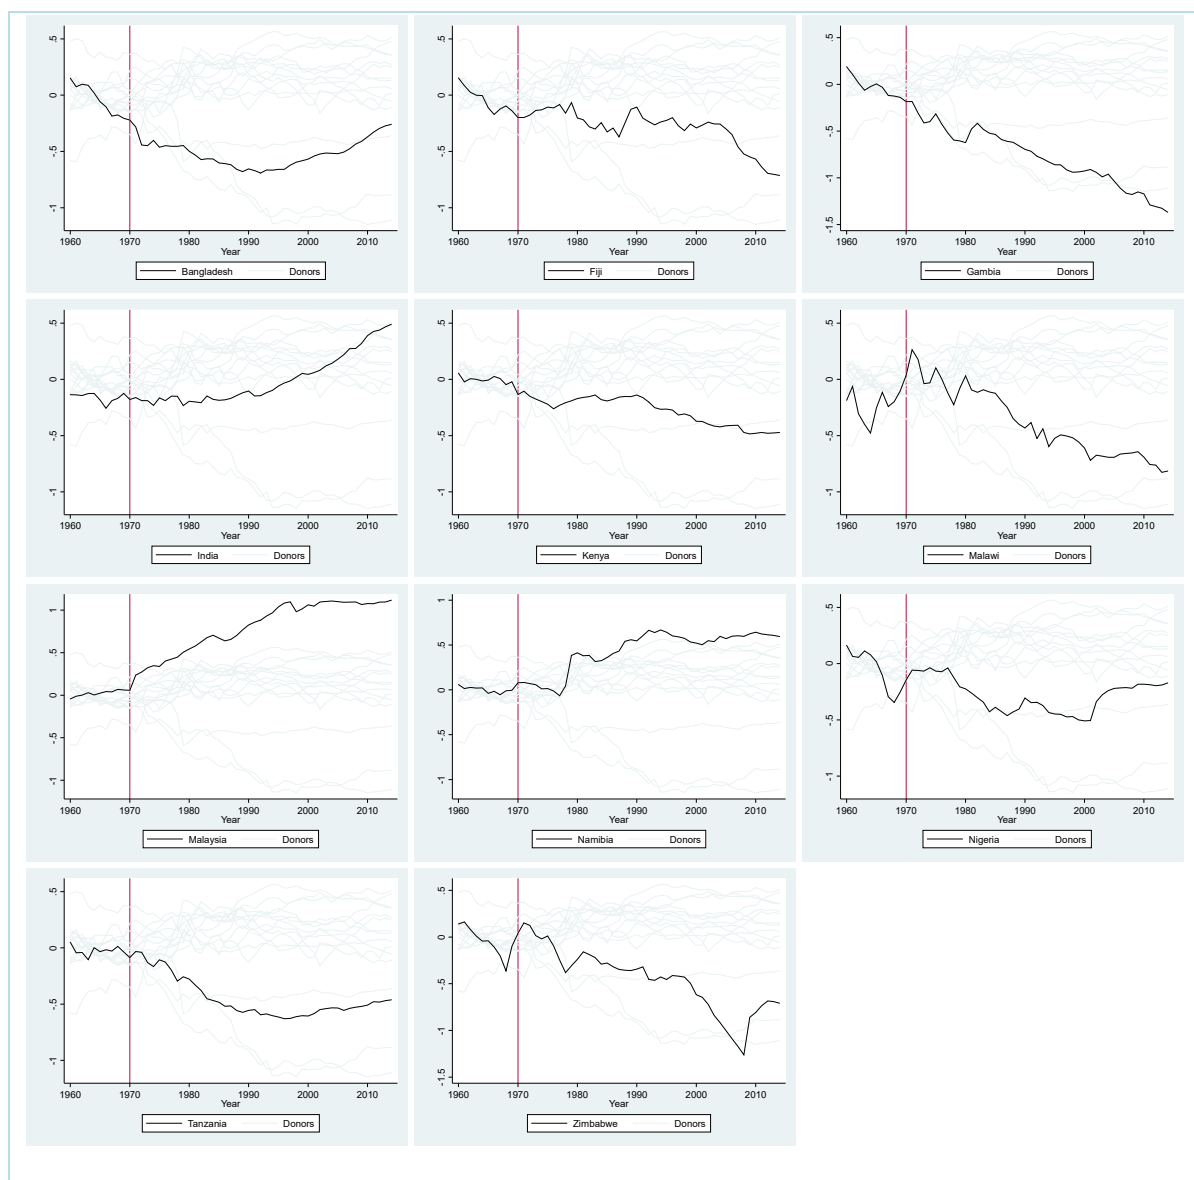 .5
0
-.5
-1
1960 1970 1980 1990 2000 2010
Year
Bangladesh Donors
.5
0
-.5
-1
1960 1970 1980 1990 2000 2010
Year
Fiji Donors
.5
0
-.5
-1
-1.5
1960 1970 1980 1990 2000 2010
Year
Gambia Donors
.5
0
-.5
-1
1960 1970 1980 1990 2000 2010
Year
India Donors
.5
0
-.5
-1
1960 1970 1980 1990 2000 2010
Year
Kenya Donors
.5
0
-.5
-1
1960 1970 1980 1990 2000 2010
Year
Malawi Donors
1
.5
0
-.5
-1
1960 1970 1980 1990 2000 2010
Year
Malaysia Donors
1
.5
0
-.5
-1
1960 1970 1980 1990 2000 2010
Year
Namibia Donors
.5
0
-.5
-1
1960 1970 1980 1990 2000 2010
Year
Nigeria Donors
.5
0
-.5
-1
1960 1970 1980 1990 2000 2010
Year
Tanzania Donors
.5
0
-.5
-1
-1.5
1960 1970 1980 1990 2000 2010
Year
Zimbabwe Donors